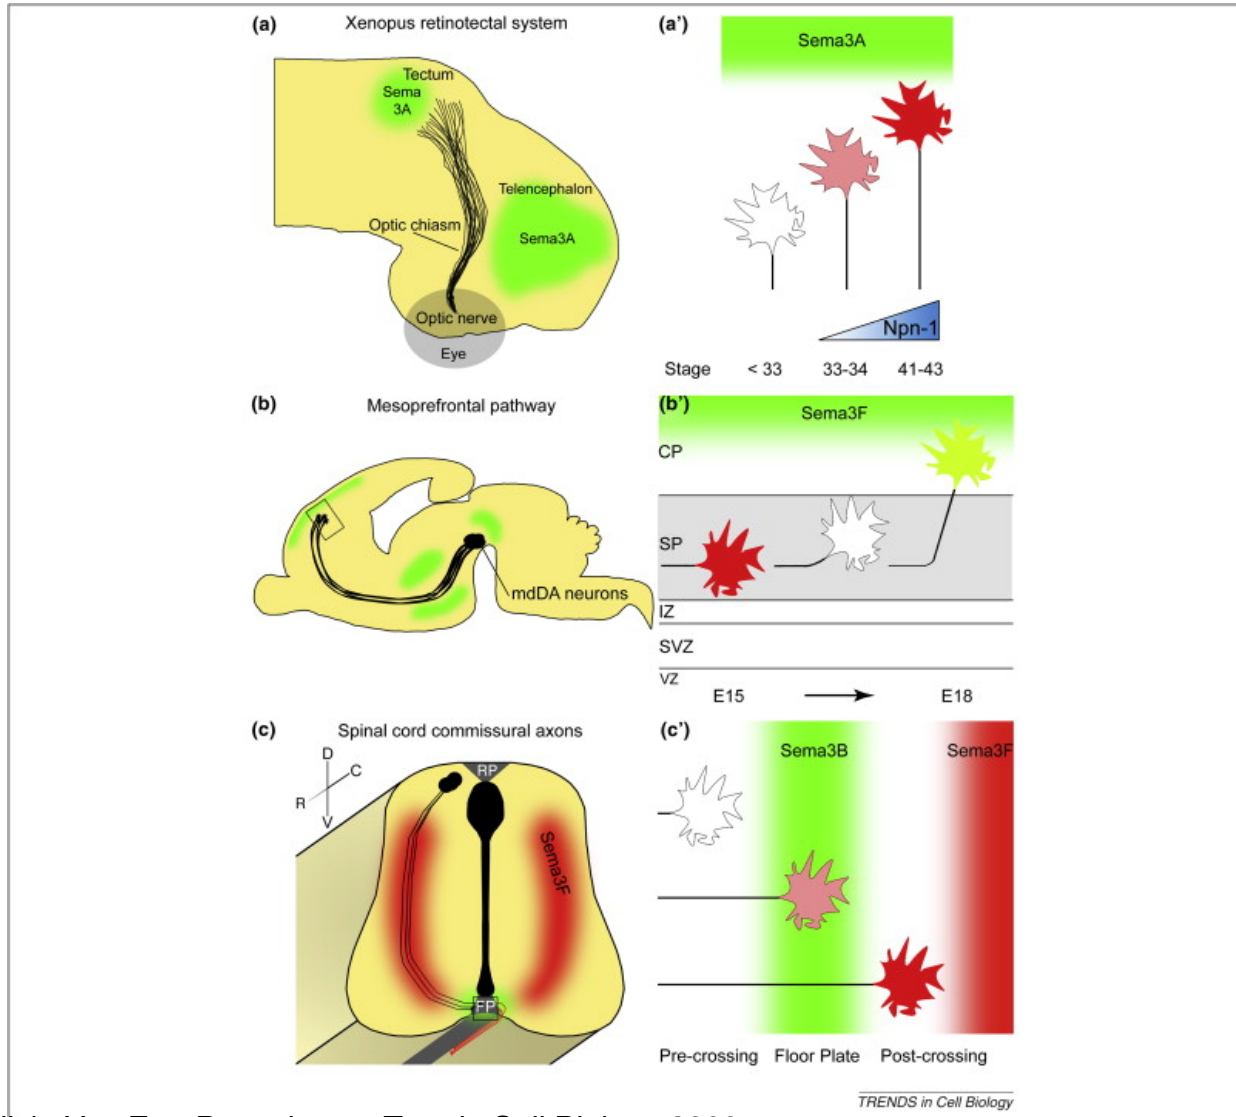 (a) Xenopus retinotectal system
Tectum
Sema
3A
Telencephalon
Optic chiasm
Sema3A
Optic nerve
Eye
(a')
Sema3A
Npn-1
Stage < 33 33-34 41-43
(b) Mesoprefrontal pathway
mdDA neurons
(b')
Sema3F
CP
SP
IZ
SVZ
VZ
E15 E18
(c) Spinal cord commissural axons
D
C
R
V
RP
Sema3F
FP
(c')
Sema3B Sema3F
Pre-crossing Floor Plate Post-crossing
TRENDS in Cell Biology